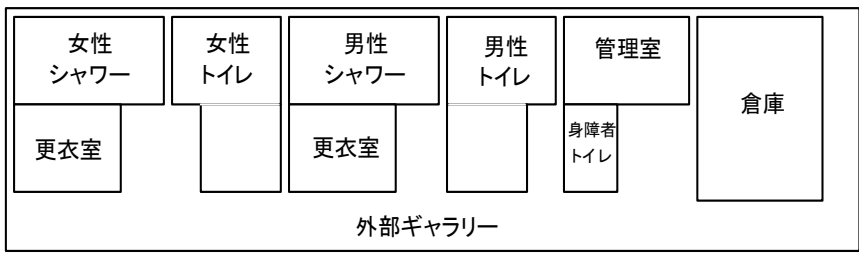 女性
シャワー
女性
トイレ
男性
シャワー
男性
トイレ
管理室
倉庫
更衣室
更衣室
身障者
トイレ
外部ギャラリー